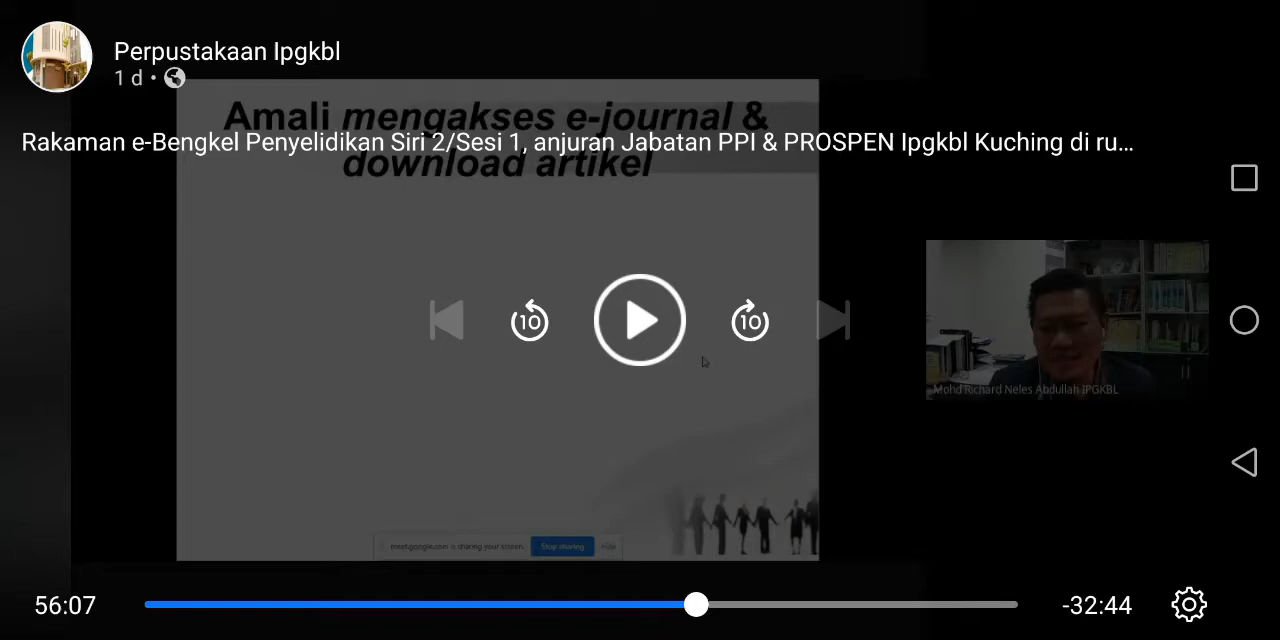 Perpustakaan Ipgkbl
1 d •
Amali mengakses e-journal &
Rakaman e-Bengkel Penyelidikan Siri 2/Sesi 1, anjuran Jabatan PPI & PROSPEN Ipgkbl Kuching di ru...
download artikel
10
10
Mohd Richard Neles Abdullah IPGKBL
meet.google.com is sharing your screen.
Stop sharing
Hide
56:07
-32:44